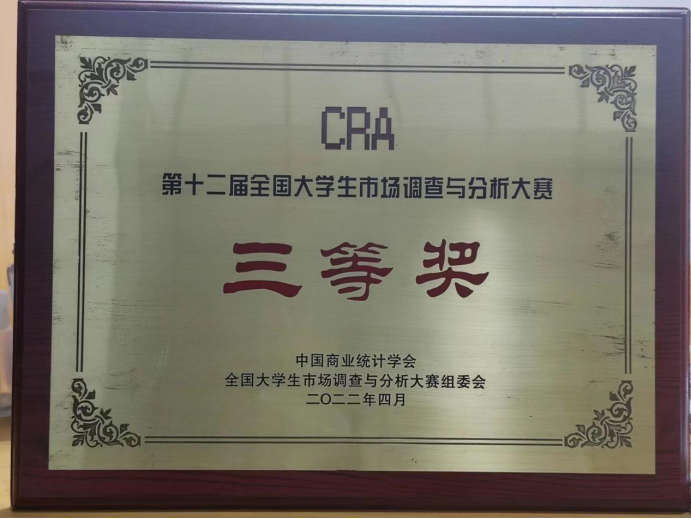 CRA
第十二届全国大学生市场调查与分析大赛
三等奖
中国商业统计学会
全国大学生市场调查与分析大赛组委会
二〇二二年四月